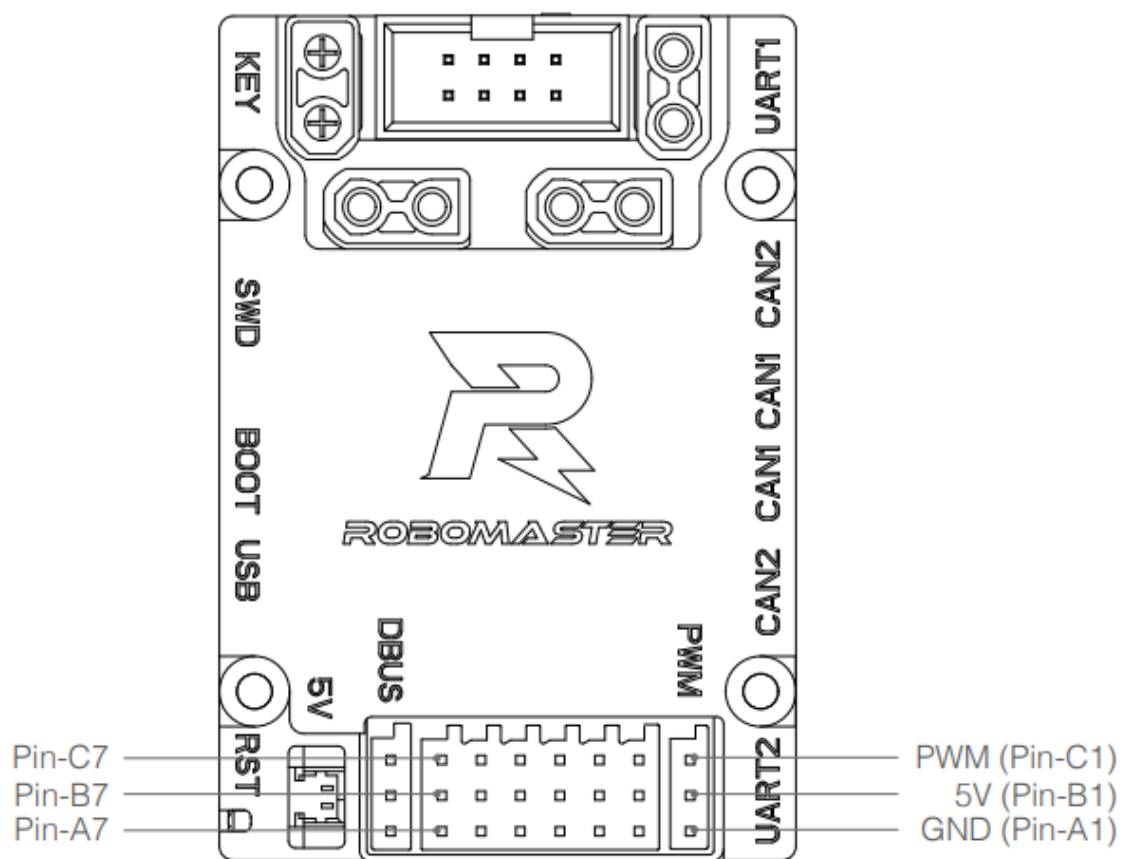 KEY
UART1
SWD
CAN2
CAN1
BOOT
CAN1
USB
CAN2
ROBOMASTER
DBUS
PWM
5V
RST
UART2
Pin-C7
PWM (Pin-C1)
Pin-B7
5V (Pin-B1)
Pin-A7
GND (Pin-A1)